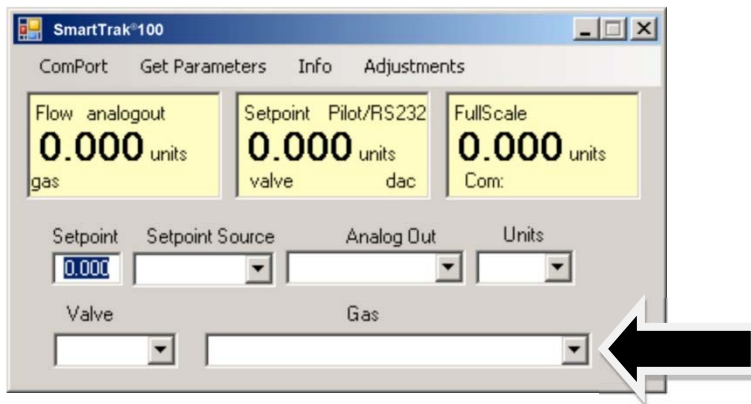 SmartTrak®100
ComPort Get Parameters Info Adjustments
Flow analogout
0.000 units
gas
Setpoint Pilot/RS232
0.000 units
valve dac
FullScale
0.000 units
Com:
Setpoint Setpoint Source Analog Out Units
0.000
Valve Gas